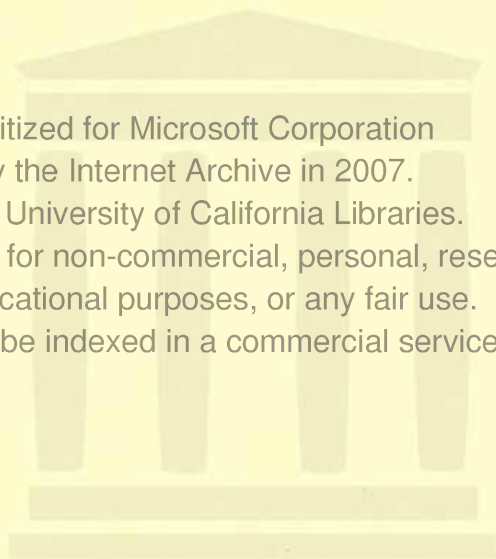 itized for Microsoft Corporation
y the Internet Archive in 2007.
University of California Libraries.
for non-commercial, personal, rese
cational purposes, or any fair use.
be indexed in a commercial service